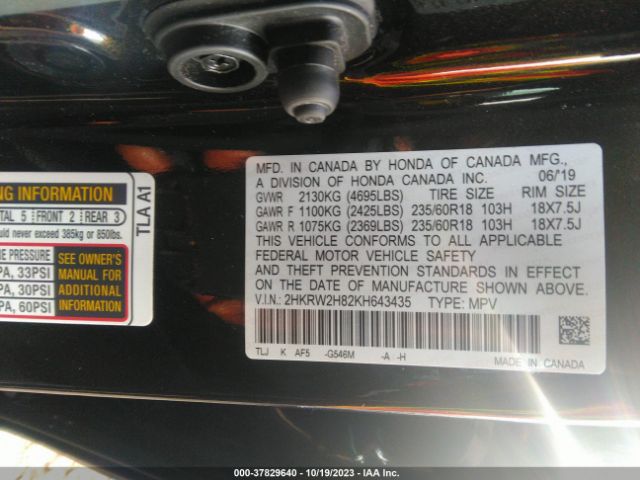 NG INFORMATION
TAL 5 FRONT 2 REAR 3
ould never exceed 385kg or 850lbs.
E PRESSURE
PA, 33PSI
PA, 30PSI
PA, 60PSI
SEE OWNER'S
MANUAL FOR
ADDITIONAL
INFORMATION
TLA A1
MFD. IN CANADA BY HONDA OF CANADA MFG.,
A DIVISION OF HONDA CANADA INC. 06/'19
GVWR 2130KG (4695LBS) TIRE SIZE RIM SIZE
GAWR F 1100KG (2425LBS) 235/60R18 103H 18X7.5J
GAWR R 1075KG (2369LBS) 235/60R18 103H 18X7.5J
THIS VEHICLE CONFORMS TO ALL APPLICABLE
FEDERAL MOTOR VEHICLE SAFETY
AND THEFT PREVENTION STANDARDS IN EFFECT
ON THE DATE OF MANUFACTURE SHOWN ABOVE.
V.I.N.: 2HKRW2H82KH643435 TYPE: MPV
TLJ K AF5 -G546M -A -H
MADE IN CANADA
000-37829640 - 10/19/2023 - IAA Inc.